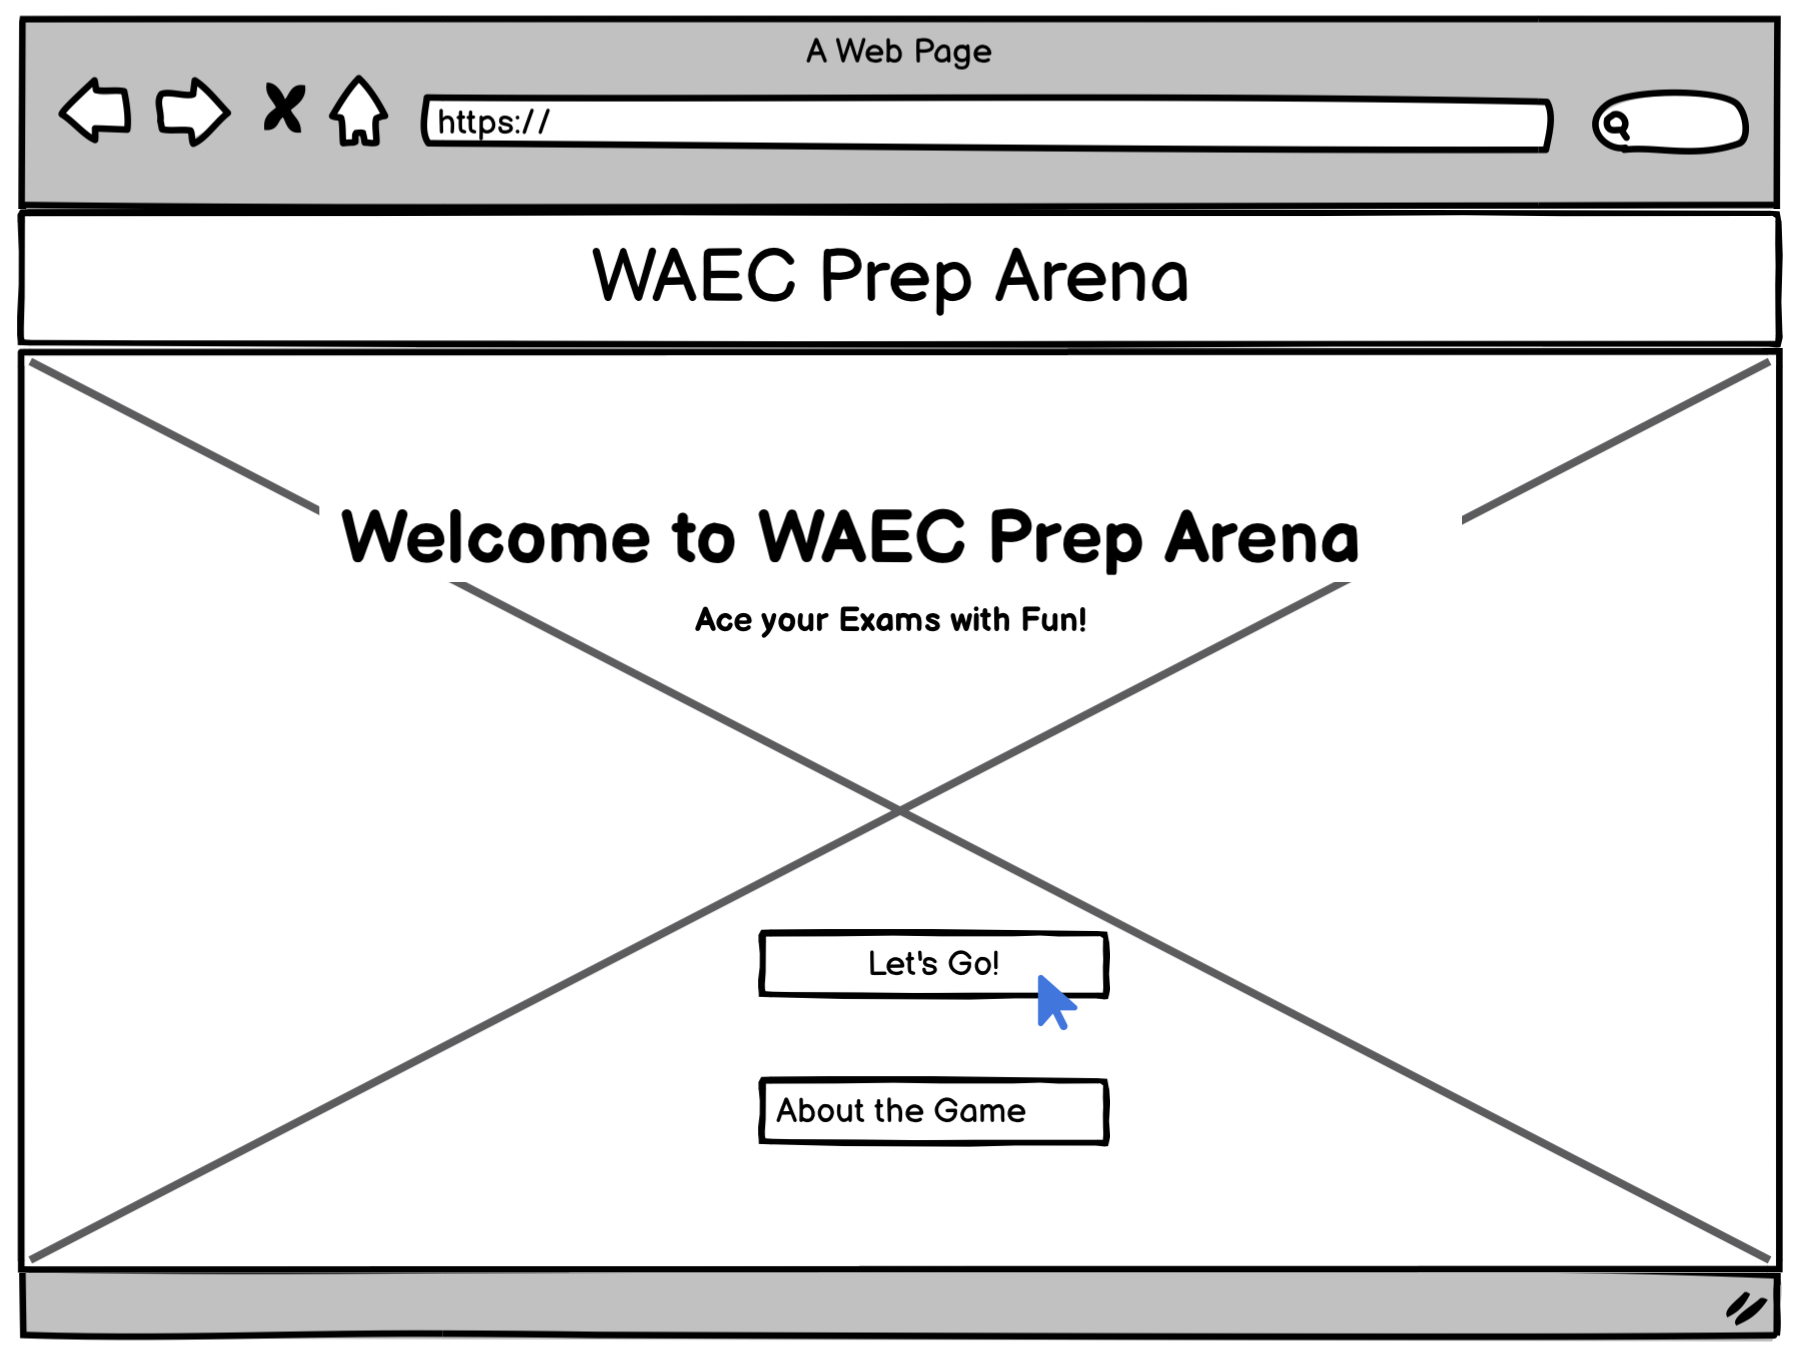 A Web Page
https://
WAEC Prep Arena
Welcome to WAEC Prep Arena
Ace your Exams with Fun!
Let's Go!
About the Game